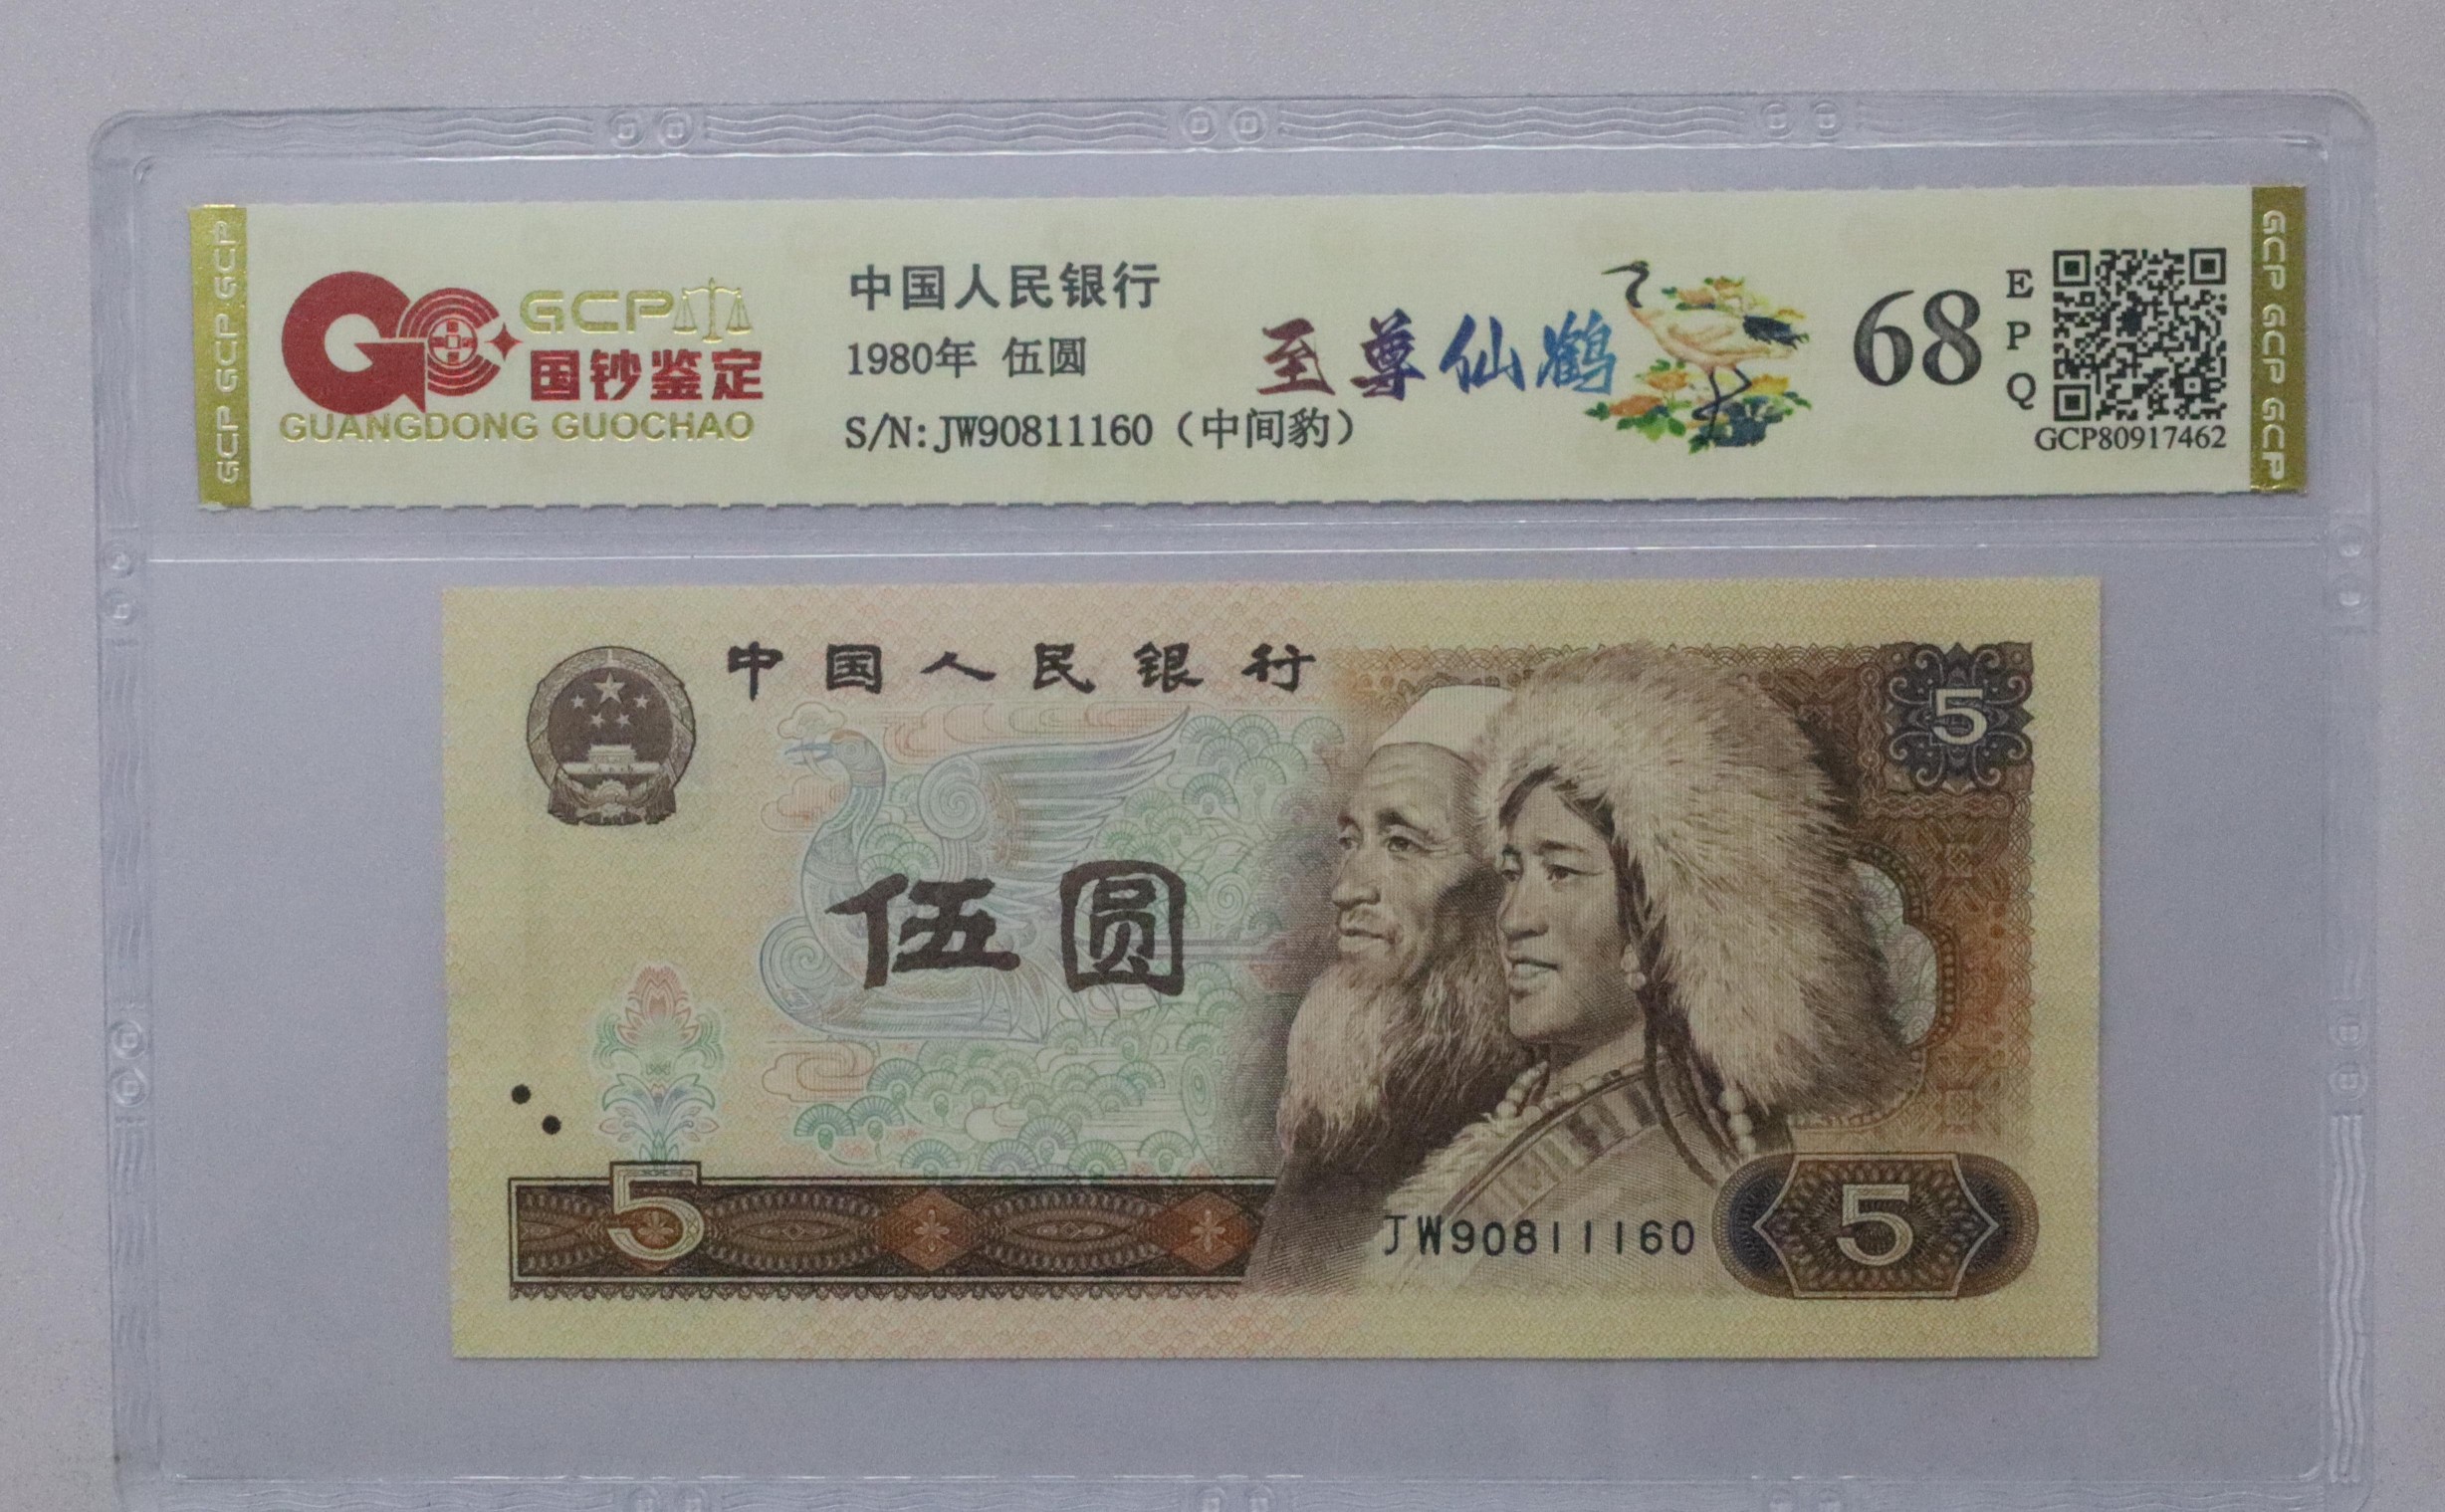 GCP GCP GCP
GCP
国钞鉴定
GUANGDONG GUOCHAO
中国人民银行
1980年 伍圆
S/N:JW90811160（中间豹）
至尊仙鹤
68
EPQ
GCP80917462
GCP GCP GCP
中国人民银行
5
伍圆
5
JW90811160
5